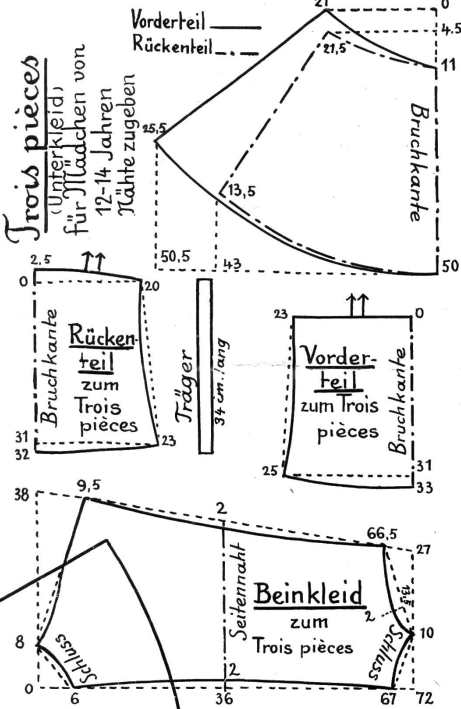 Vorderteil
Rückenteil
Trois pièces
(Unterkleid)
für Mädchen von
12-14 Jahren
Nähte zugeben
21
0
4.5
21,5
11
25,5
13,5
Bruchkante
50,5
43
50
2,5
0
20
Bruchkante
Rücken-
teil
zum
Trois
pièces
31
32
23
Träger
34 cm. lang
23
0
Vorder-
teil
zum Trois
pièces
Bruchkante
25
31
33
38
9,5
2
66,5
27
Seitennaht
Beinkleid
zum
Trois pièces
2
8
Schluss
Schluss
10
2
0
6
36
67
72